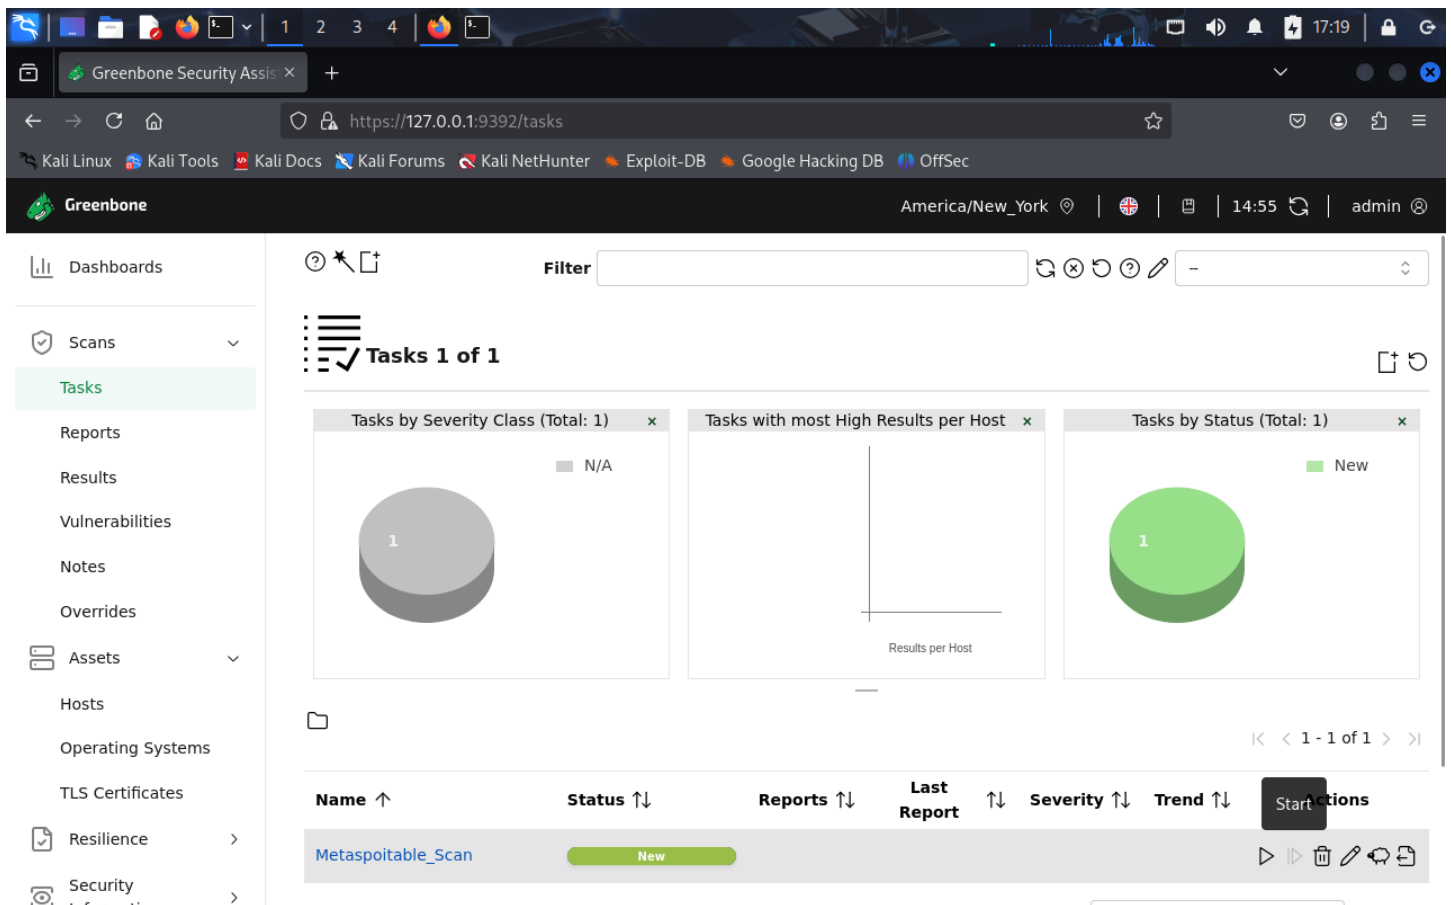 1 2 3 4 17:19
Greenbone Security Assis
https://127.0.0.1:9392/tasks
Kali Linux Kali Tools Kali Docs Kali Forums Kali NetHunter Exploit-DB Google Hacking DB OffSec
Greenbone America/New_York 14:55 admin
Dashboards
Scans
Tasks
Reports
Results
Vulnerabilities
Notes
Overrides
Assets
Hosts
Operating Systems
TLS Certificates
Resilience
Security
Filter --
Tasks 1 of 1
Tasks by Severity Class (Total: 1)
N/A
1
Tasks with most High Results per Host
Results per Host
Tasks by Status (Total: 1)
New
1
1 - 1 of 1
Name Status Reports Last Report Severity Trend Start ctions
Metaspoitable_Scan New